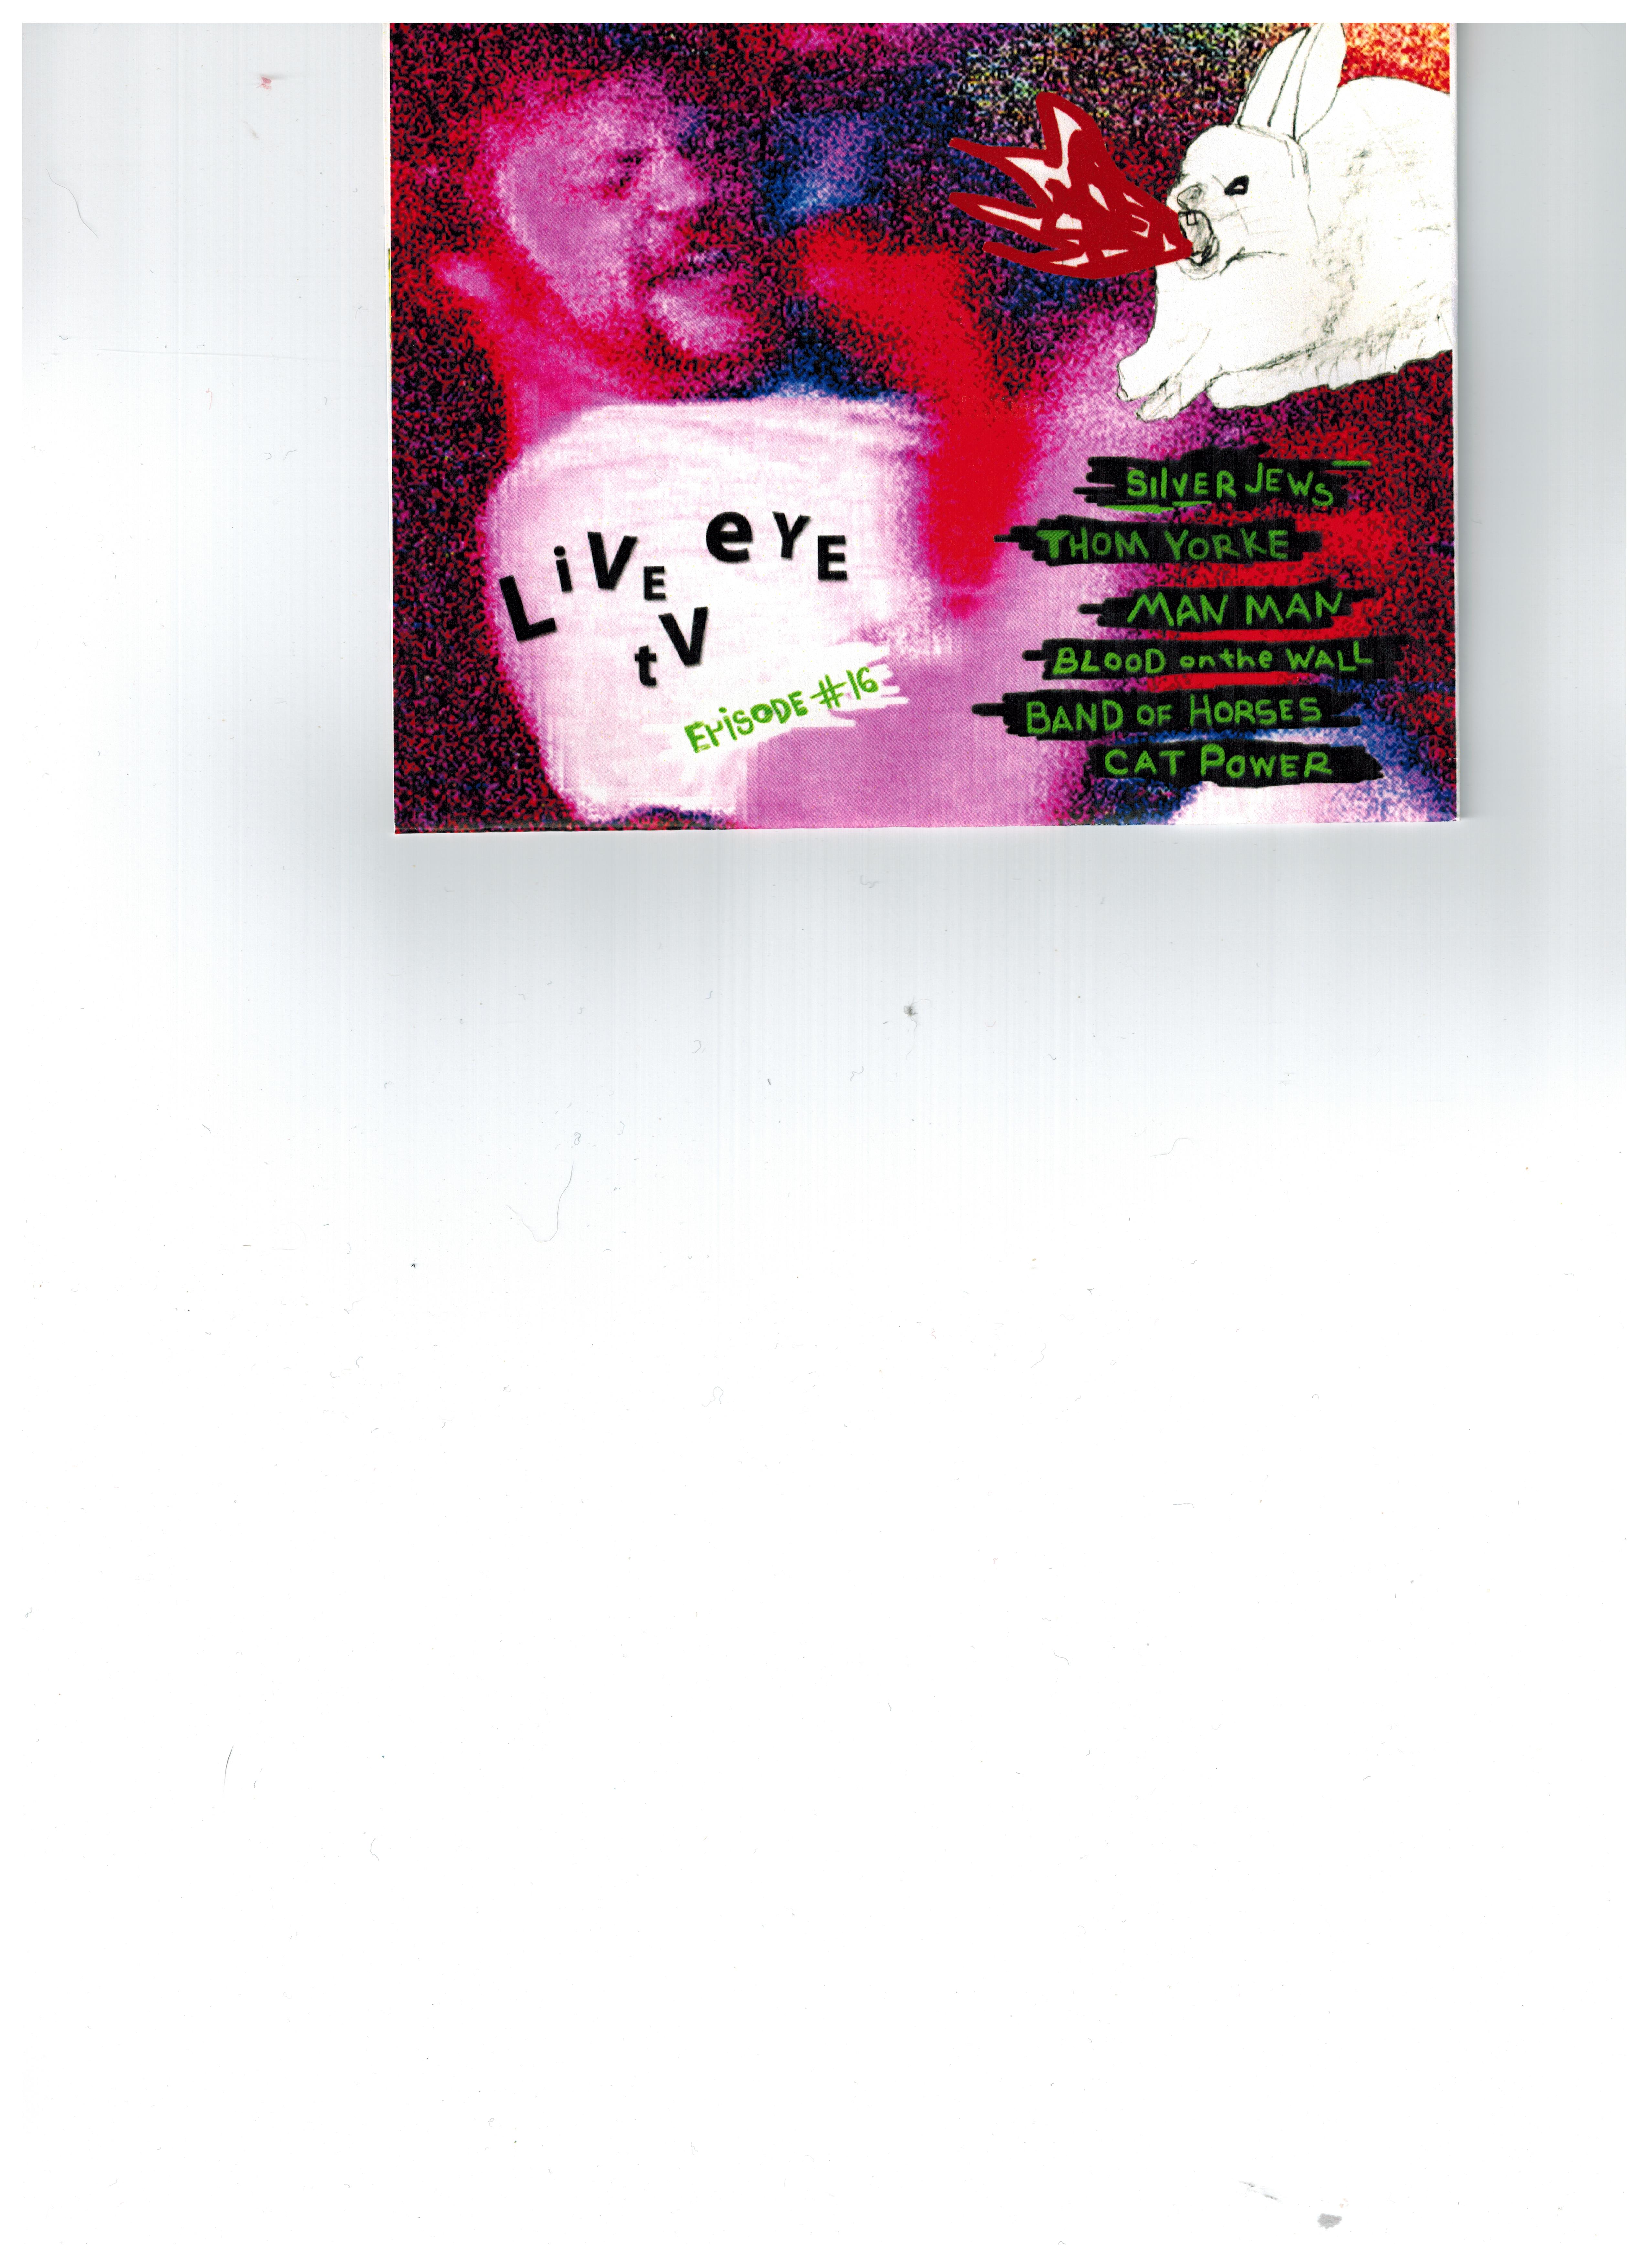 LiVE eYE
tV
EPiSODE #16
SIlVER JEWS
THOM YORKE
MAN MAN
BLOOD on the WALL
BAND OF HORSES
CAT POWER